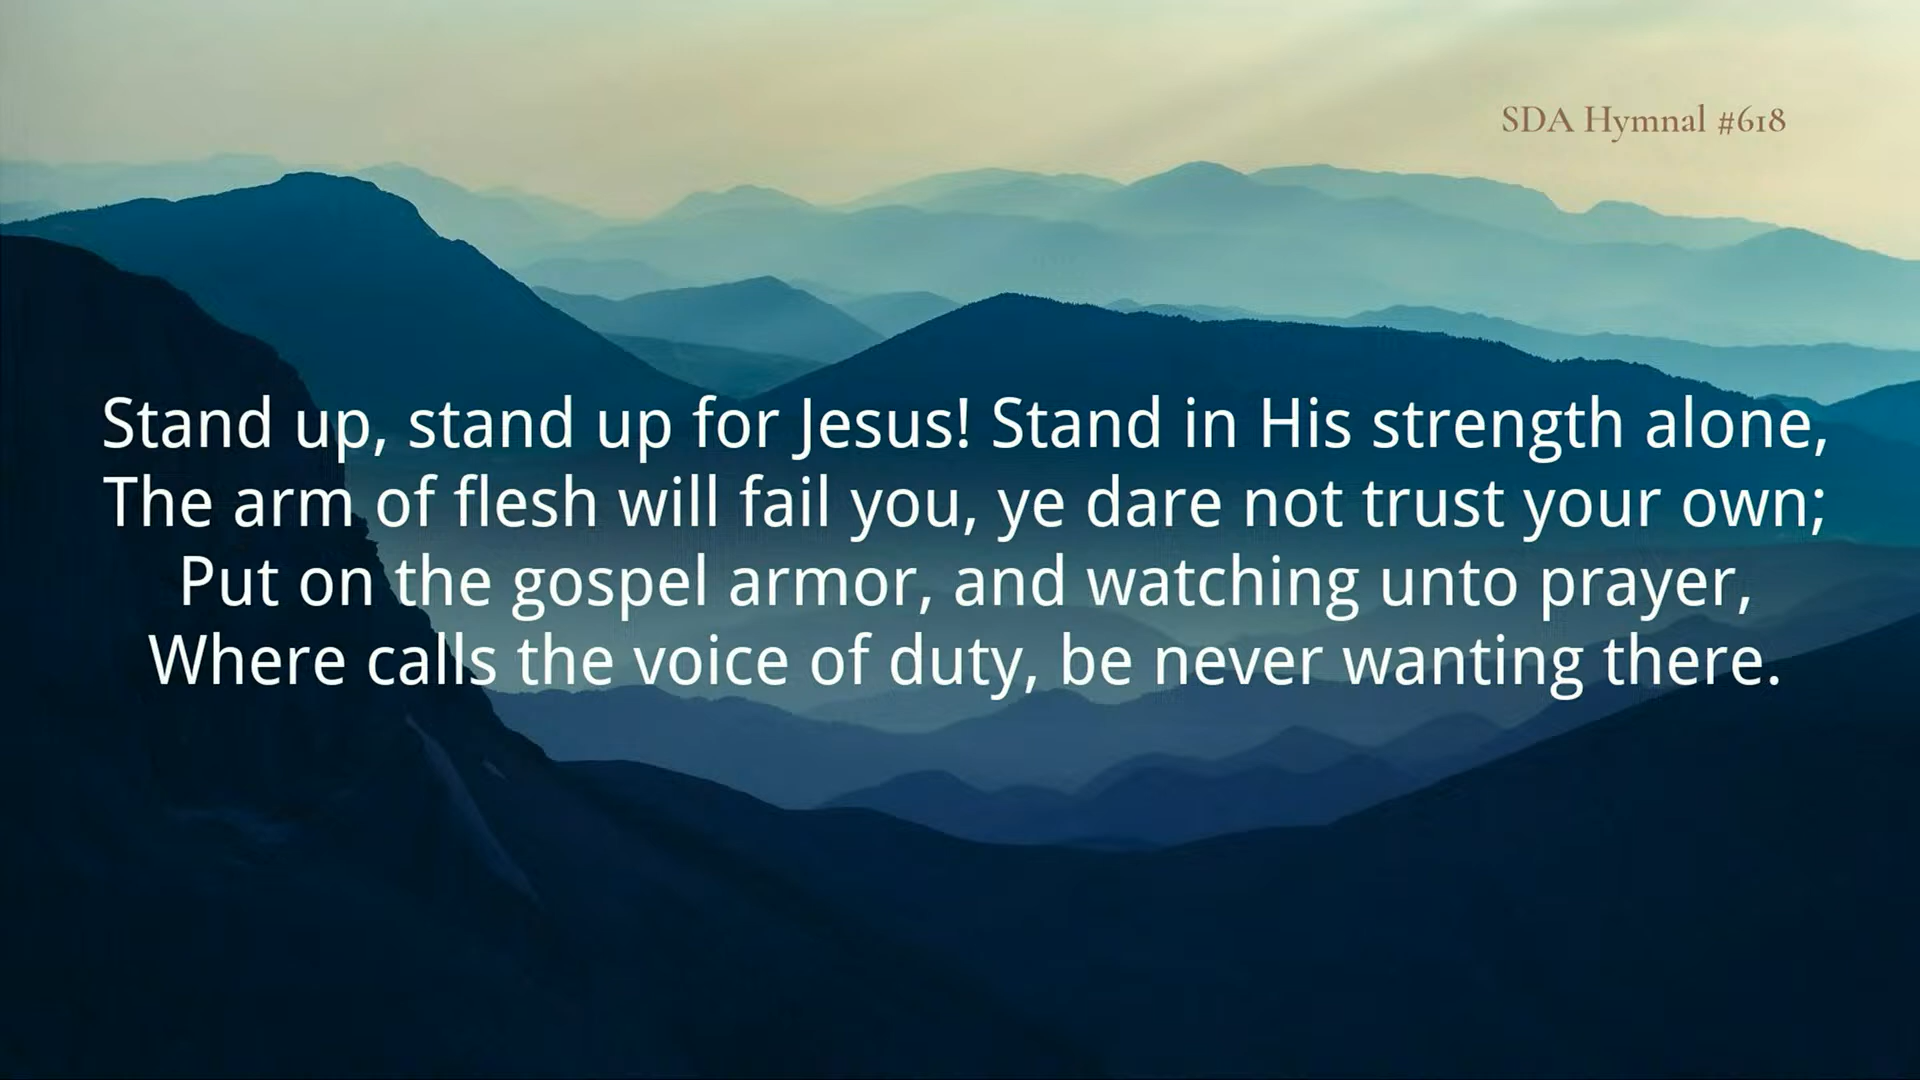 SDA Hymnal #618
Stand up, stand up for Jesus! Stand in His strength alone,
The arm of flesh will fail you, ye dare not trust your own;
Put on the gospel armor, and watching unto prayer,
Where calls the voice of duty, be never wanting there.